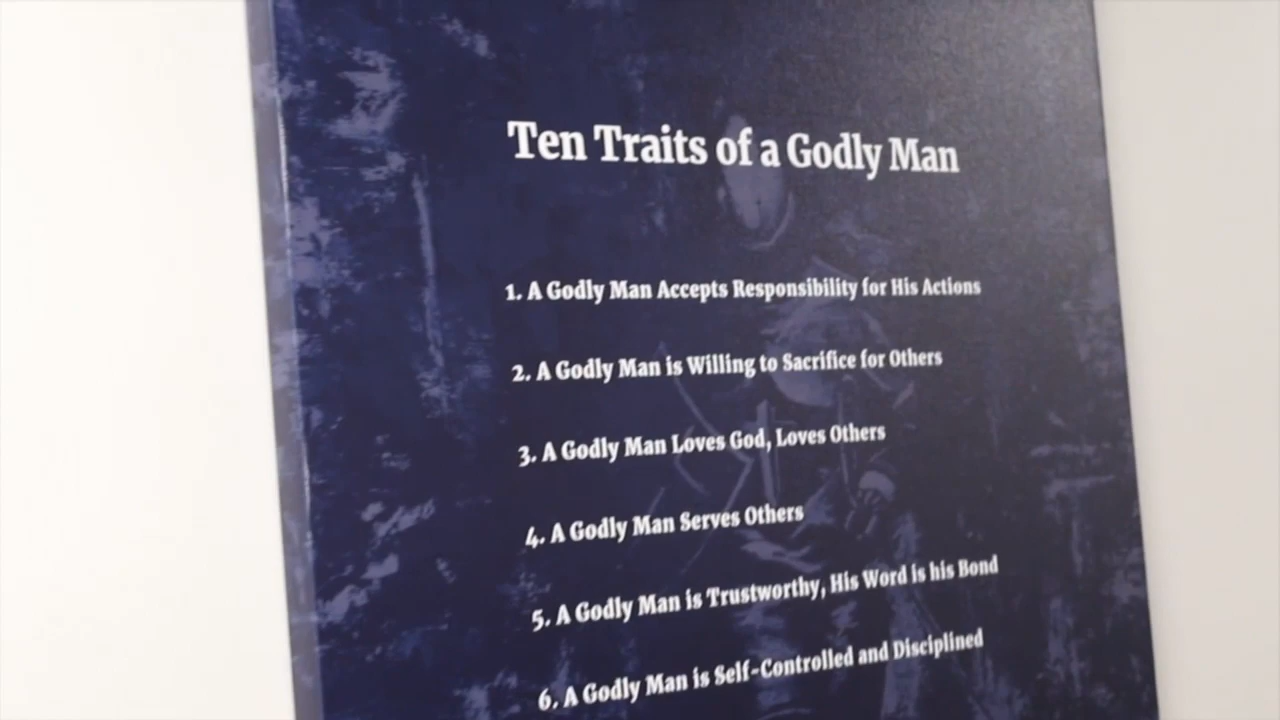 Ten Traits of a Godly Man
1. A Godly Man Accepts Responsibility for His Actions
2. A Godly Man is Willing to Sacrifice for Others
3. A Godly Man Loves God, Loves Others
4. A Godly Man Serves Others
5. A Godly Man is Trustworthy, His Word is his Bond
6. A Godly Man is Self-Controlled and Disciplined